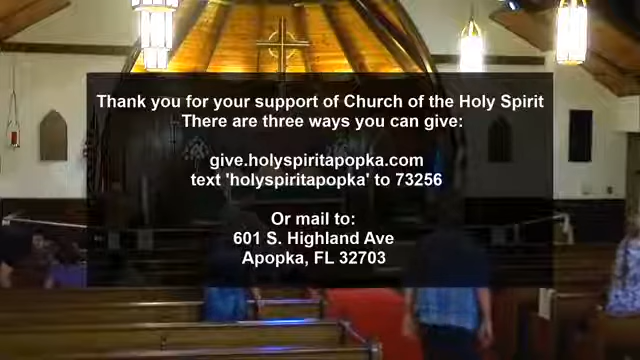 Thank you for your support of Church of the Holy Spirit
There are three ways you can give:
give.holyspiritapopka.com
text 'holyspiritapopka' to 73256
Or mail to:
601 S. Highland Ave
Apopka, FL 32703